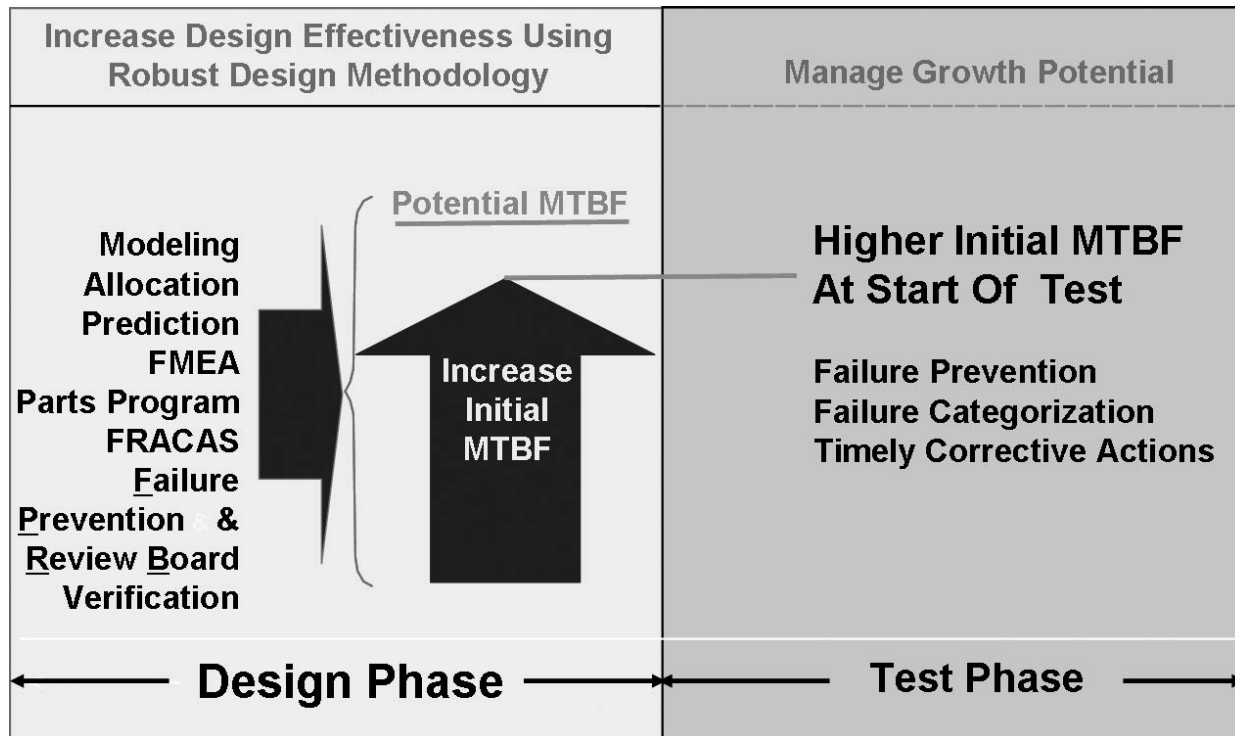 Increase Design Effectiveness Using
Robust Design Methodology
Manage Growth Potential
Potential MTBF
Modeling
Allocation
Prediction
FMEA
Parts Program
FRACAS
Failure
Prevention & &
Review Board
Verification
Increase
Initial
MTBF
Higher Initial MTBF
At Start Of Test
Failure Prevention
Failure Categorization
Timely Corrective Actions
Design Phase
Test Phase